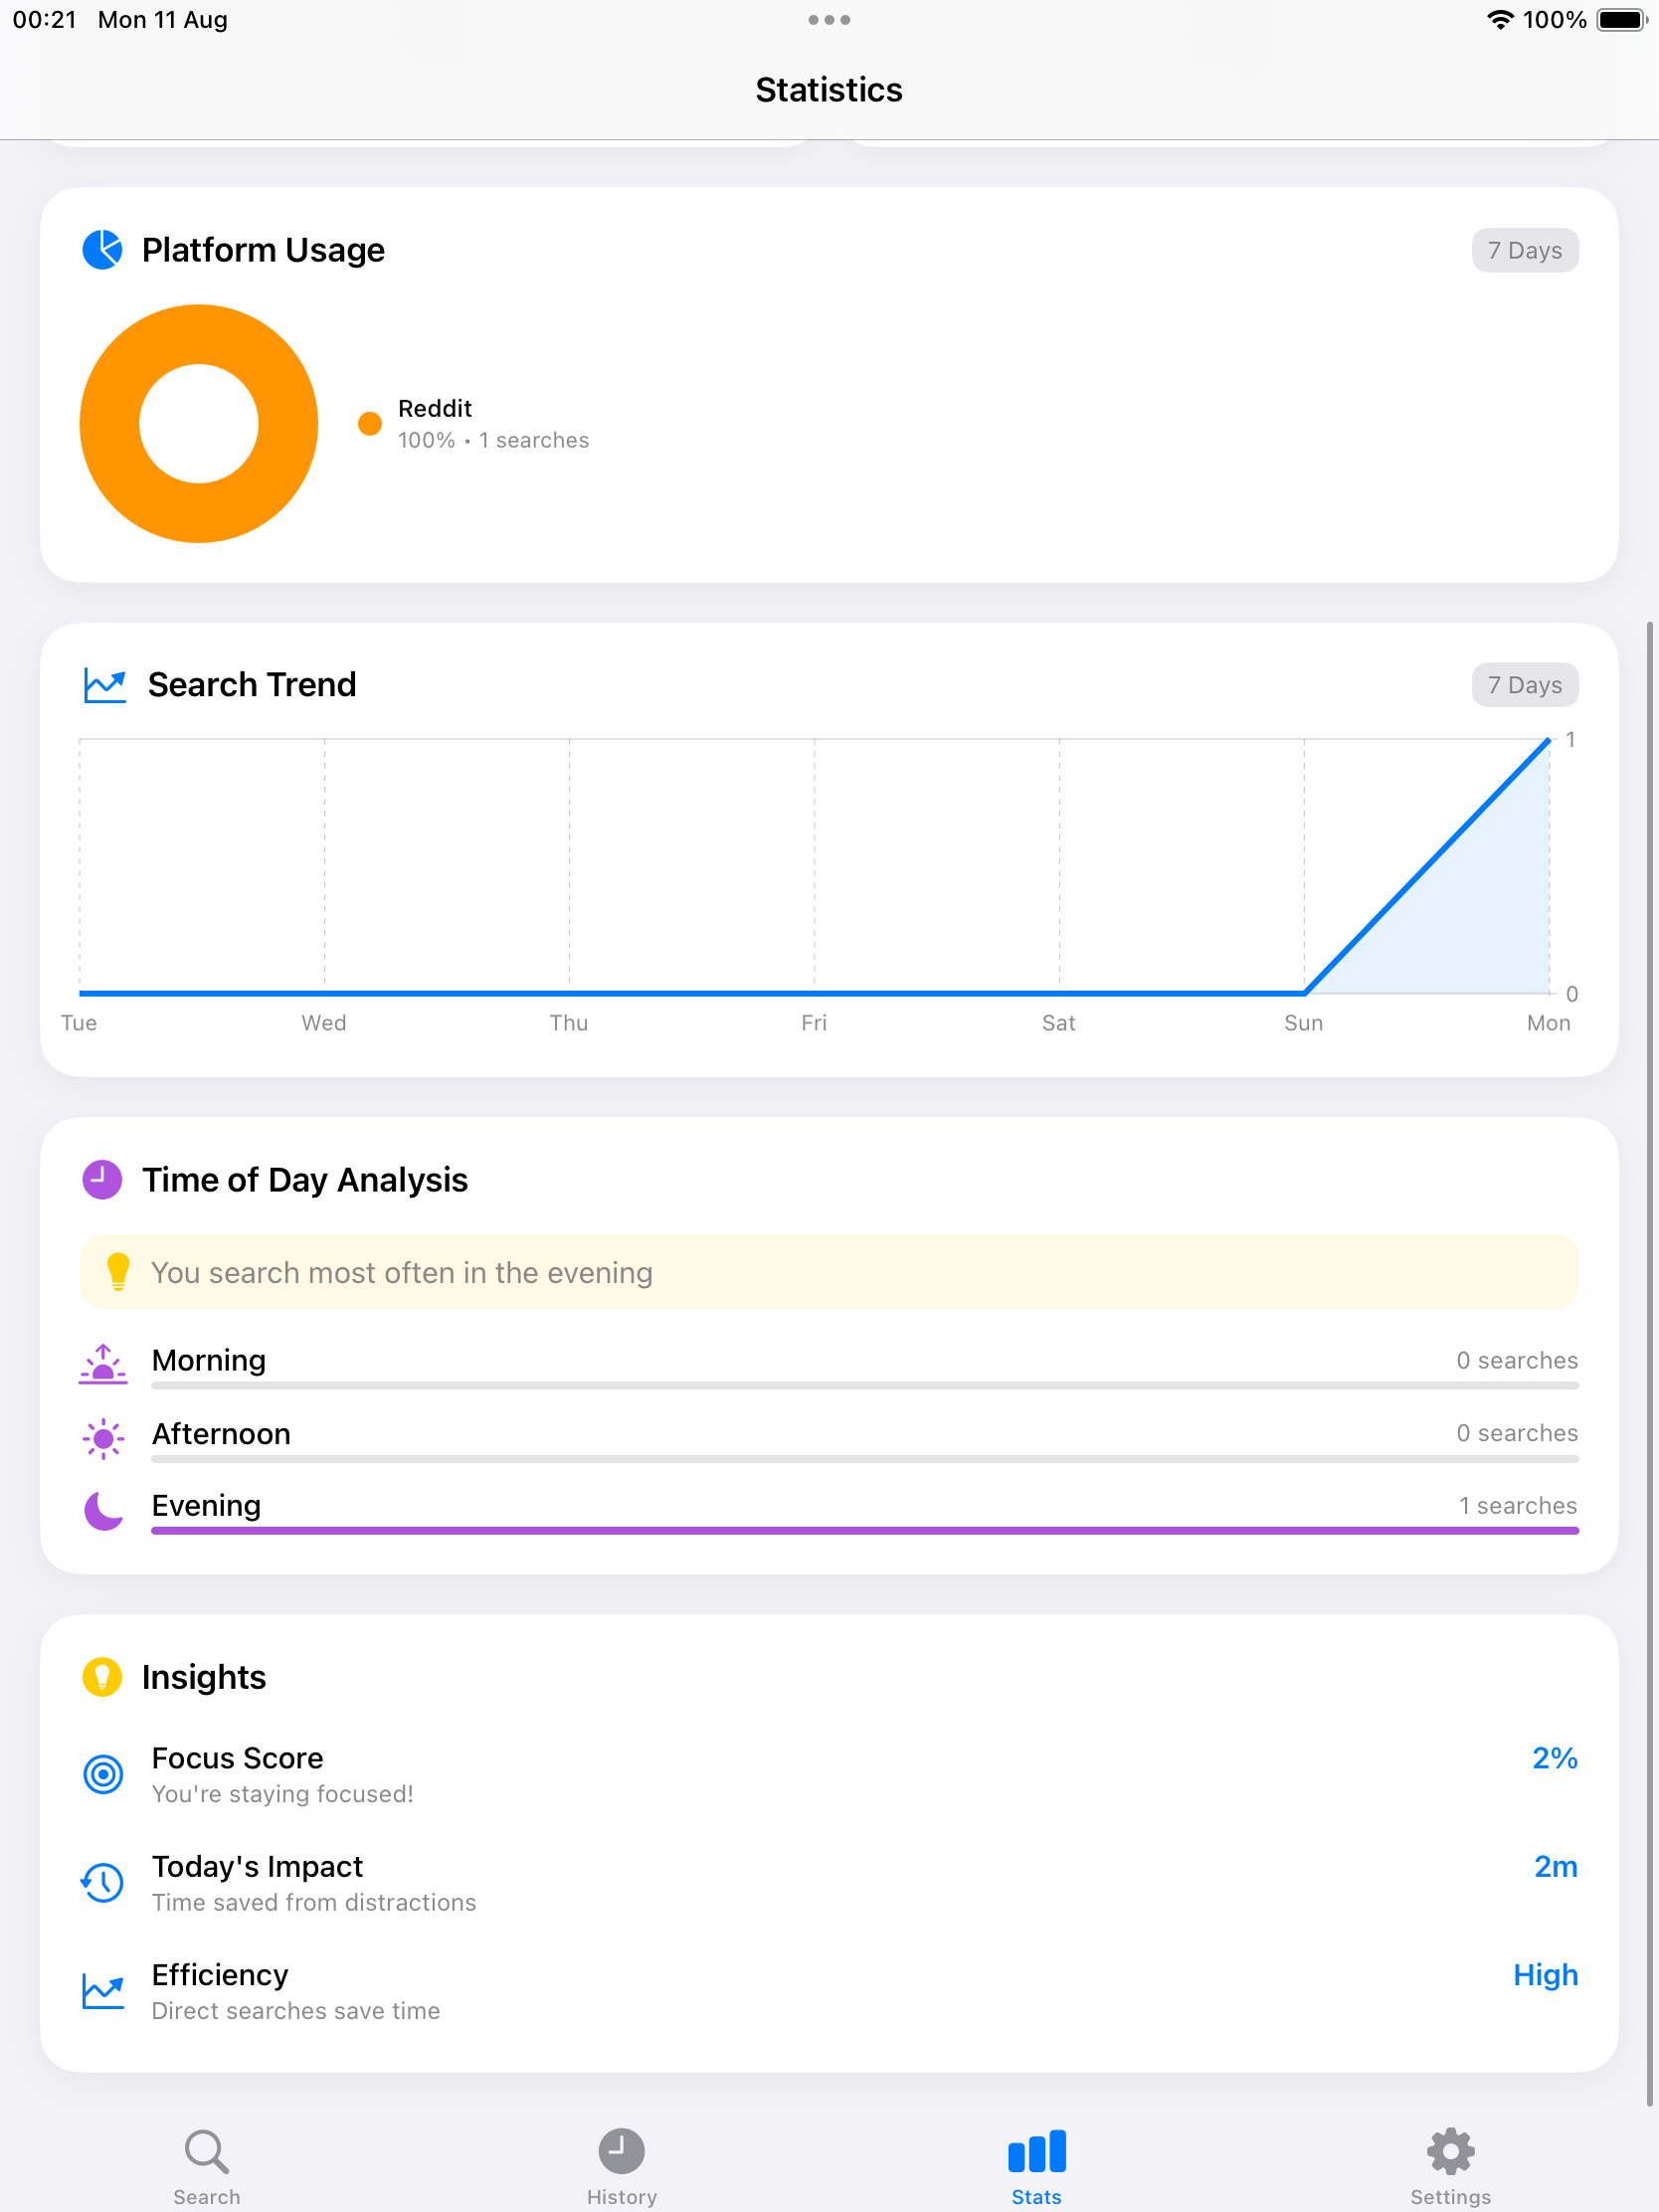 00:21 Mon 11 Aug
100%
Statistics
Platform Usage
7 Days
Reddit
100% • 1 searches
Search Trend
7 Days
1
0
Tue Wed Thu Fri Sat Sun Mon
Time of Day Analysis
You search most often in the evening
Morning
0 searches
Afternoon
0 searches
Evening
1 searches
Insights
Focus Score
2%
You're staying focused!
Today's Impact
2m
Time saved from distractions
Efficiency
High
Direct searches save time
Search History Stats Settings